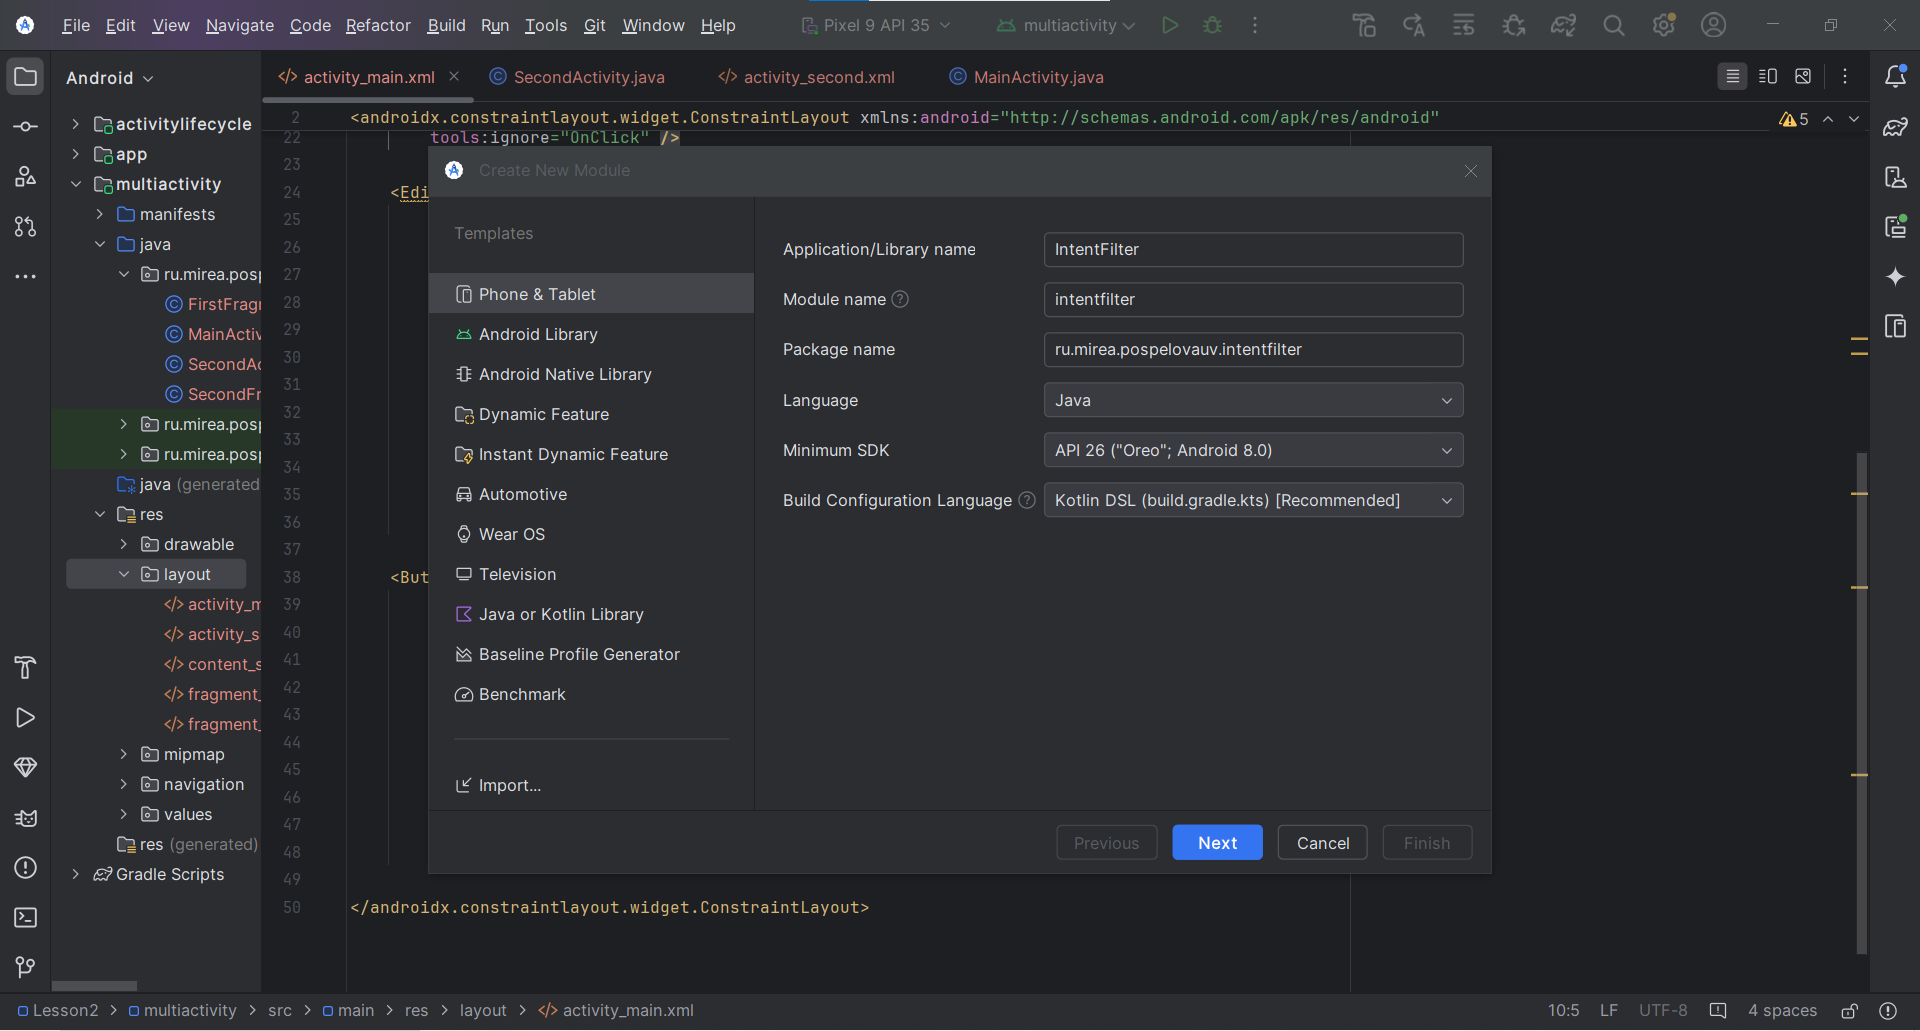 File Edit View Navigate Code Refactor Build Run Tools Git Window Help
Pixel 9 API 35
multiactivity
Android
activity_main.xml
SecondActivity.java
activity_second.xml
MainActivity.java
activitylifecycle
app
multiactivity
manifests
java
ru.mirea.posp
FirstFragr
MainActiv
SecondAc
SecondFr
ru.mirea.posp
ru.mirea.posp
java (generated
res
drawable
layout
activity_m
activity_s
content_s
fragment_
fragment_
mipmap
navigation
values
res (generated)
Gradle Scripts
2 <androidx.constraintlayout.widget.ConstraintLayout xmlns:android="http://schemas.android.com/apk/res/android"
5
22 tools:ignore="OnClick" />
23
24 <Edi
25
26
27
28
29
30
31
32
33
34
35
36
37
38 <But
39
40
41
42
43
44
45
46
47
48
49
50 </androidx.constraintlayout.widget.ConstraintLayout>
Create New Module
Templates
Phone & Tablet
Android Library
Android Native Library
Dynamic Feature
Instant Dynamic Feature
Automotive
Wear OS
Television
Java or Kotlin Library
Baseline Profile Generator
Benchmark
Import...
Application/Library name IntentFilter
Module name intentfilter
Package name ru.mirea.pospelovauv.intentfilter
Language Java
Minimum SDK API 26 ("Oreo"; Android 8.0)
Build Configuration Language Kotlin DSL (build.gradle.kts) [Recommended]
Previous Next Cancel Finish
Lesson2 > multiactivity > src > main > res > layout > activity_main.xml
10:5 LF UTF-8 4 spaces